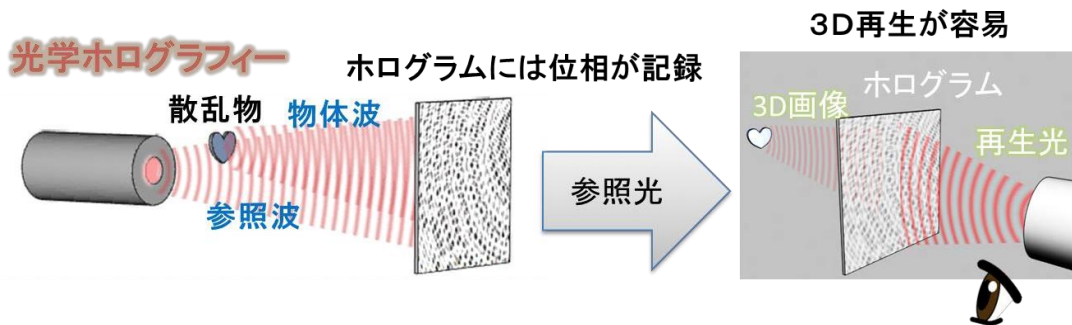 光学ホログラフィー
散乱物
物体波
参照波
ホログラムには位相が記録
参照光
3D再生が容易
ホログラム
3D画像
再生光